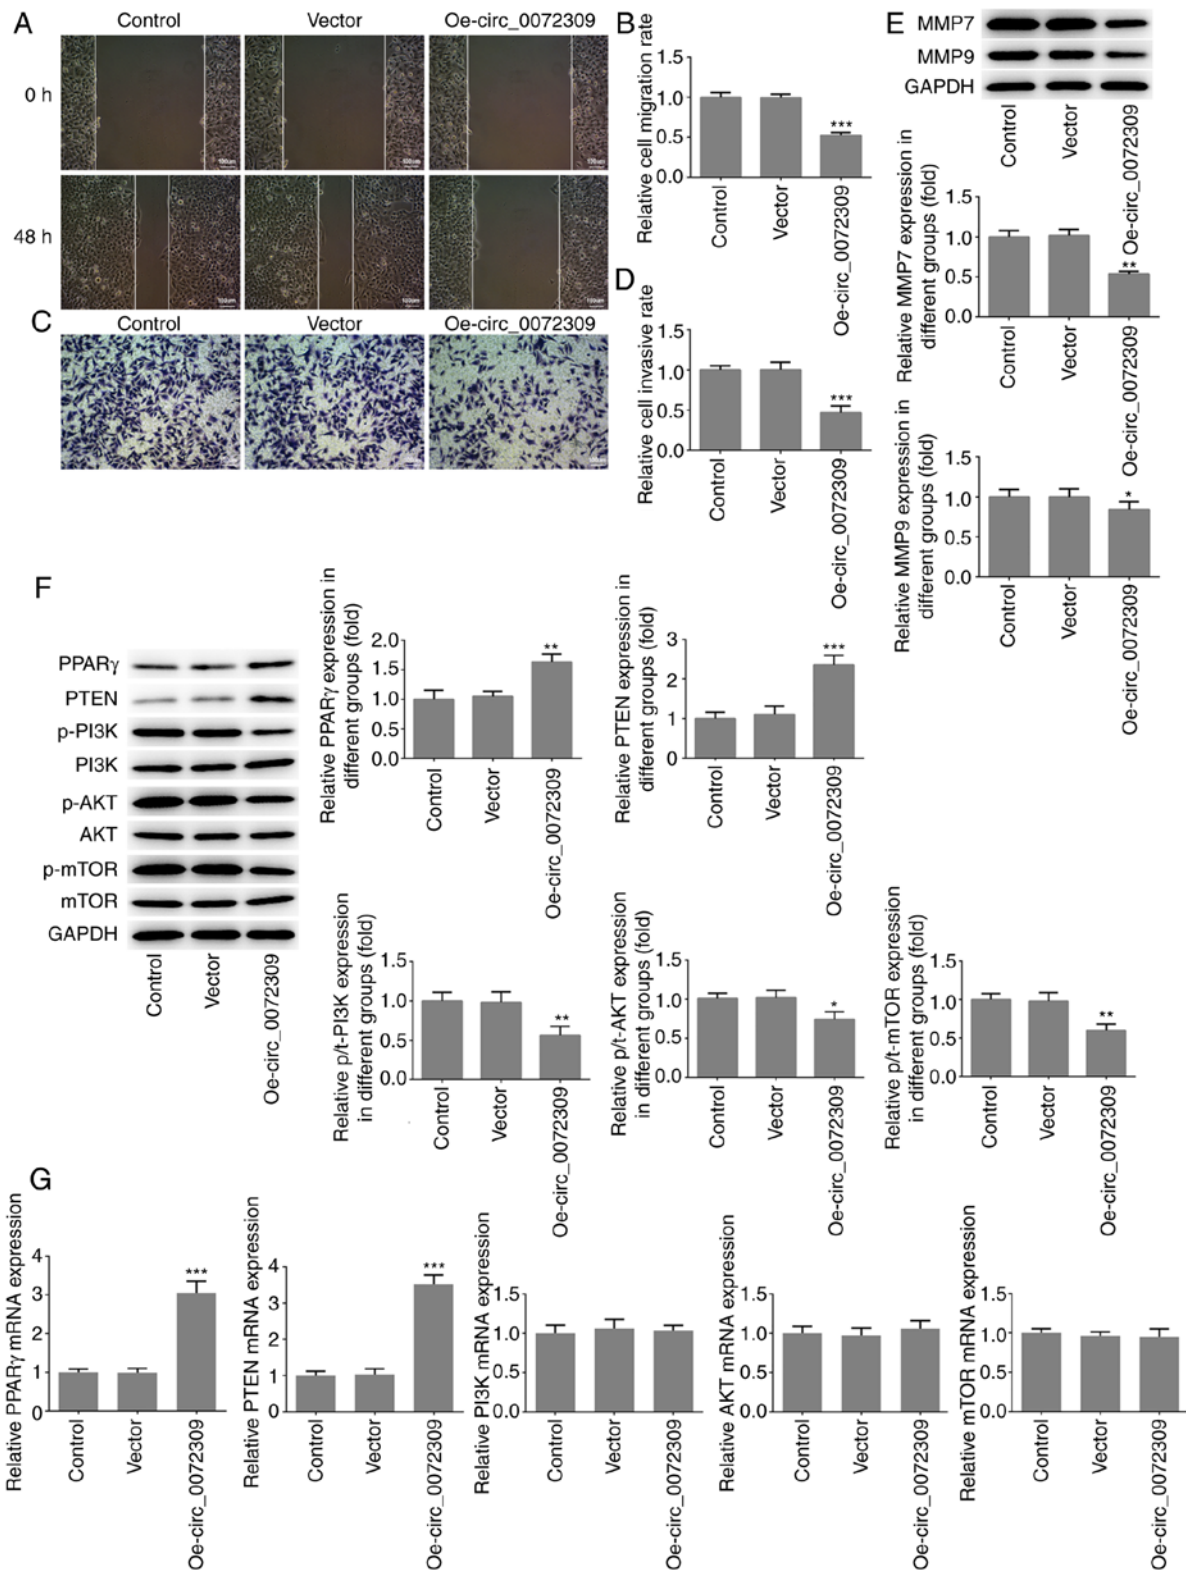 A
Control
Vector
Oe-circ_0072309
0 h
100um
100um
100um
48 h
100um
100um
100um
B
Relative cell migration rate
1.5
1.0
0.5
0.0
***
Control
Vector
Oe-circ_0072309
C
Control
Vector
Oe-circ_0072309
D
Relative cell invasive rate
1.5
1.0
0.5
0.0
***
Control
Vector
Oe-circ_0072309
E
MMP7
MMP9
GAPDH
Control
Vector
Oe-circ_0072309
Relative MMP7 expression in
different groups (fold)
1.5
1.0
0.5
0.0
**
Control
Vector
Oe-circ_0072309
Relative MMP9 expression in
different groups (fold)
1.5
1.0
0.5
0.0
*
Control
Vector
Oe-circ_0072309
F
PPARγ
PTEN
p-PI3K
PI3K
p-AKT
AKT
p-mTOR
mTOR
GAPDH
Control
Vector
Oe-circ_0072309
Relative PPARγ expression in
different groups (fold)
2.0
1.5
1.0
0.5
0.0
**
Control
Vector
Oe-circ_0072309
Relative PTEN expression in
different groups (fold)
3
2
1
0
***
Control
Vector
Oe-circ_0072309
Relative p/t-PI3K expression
in different groups (fold)
1.5
1.0
0.5
0.0
**
Control
Vector
Oe-circ_0072309
Relative p/t-AKT expression
in different groups (fold)
1.5
1.0
0.5
0.0
*
Control
Vector
Oe-circ_0072309
Relative p/t-mTOR expression
in different groups (fold)
1.5
1.0
0.5
0.0
**
Control
Vector
Oe-circ_0072309
G
Relative PPARγ mRNA expression
4
3
2
1
0
***
Control
Vector
Oe-circ_0072309
Relative PTEN mRNA expression
4
3
2
1
0
***
Control
Vector
Oe-circ_0072309
Relative PI3K mRNA expression
1.5
1.0
0.5
0.0
Control
Vector
Oe-circ_0072309
Relative AKT mRNA expression
1.5
1.0
0.5
0.0
Control
Vector
Oe-circ_0072309
Relative mTOR mRNA expression
1.5
1.0
0.5
0.0
Control
Vector
Oe-circ_0072309